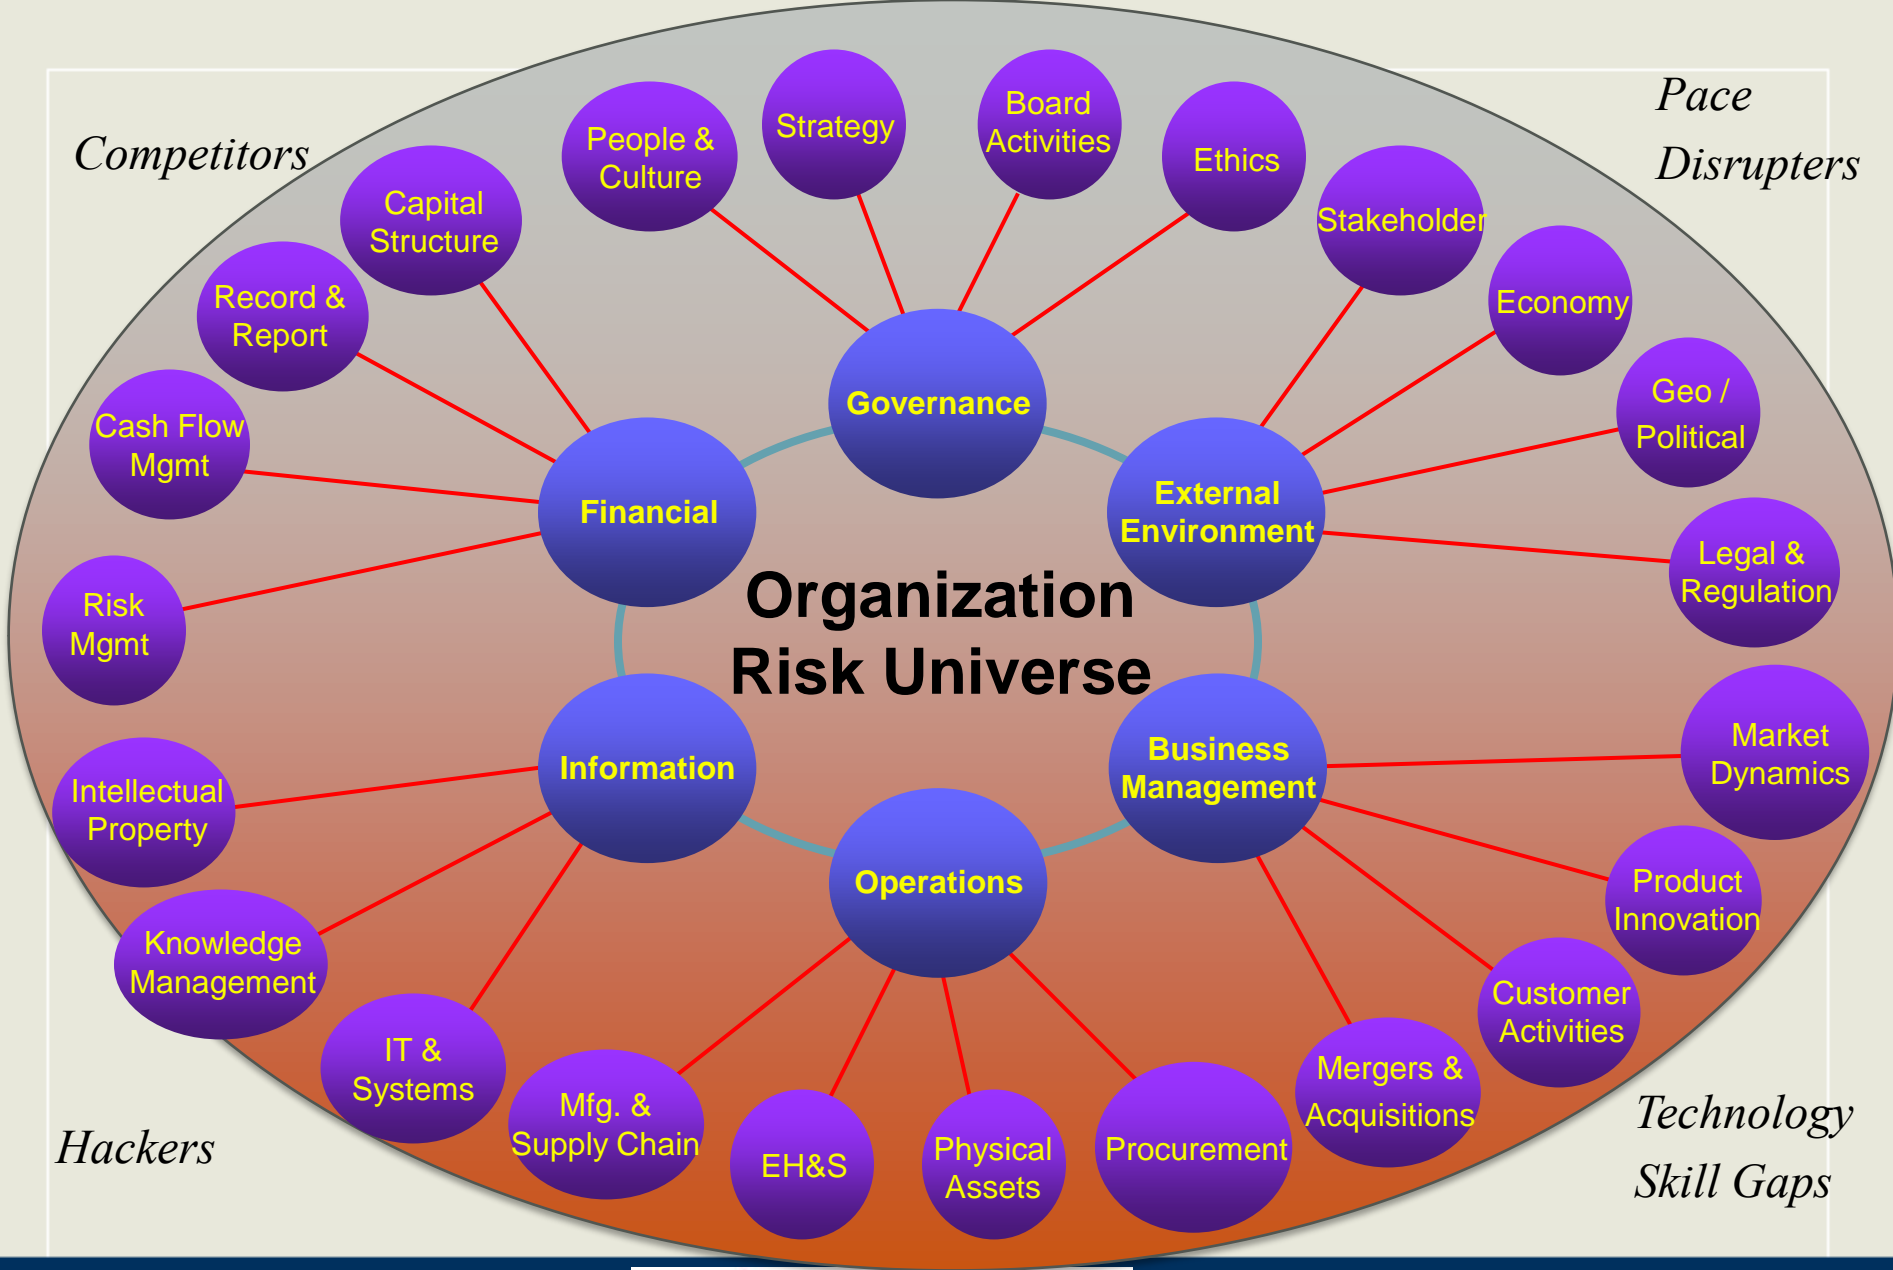 Competitors
Pace
Disrupters
People &
Culture
Strategy
Board
Activities
Ethics
Capital
Structure
Stakeholder
Record &
Report
Economy
Cash Flow
Mgmt
Geo /
Political
Governance
Financial
External
Environment
Legal &
Regulation
Risk
Mgmt
Organization
Risk Universe
Information
Business
Management
Market
Dynamics
Intellectual
Property
Operations
Product
Innovation
Knowledge
Management
Customer
Activities
IT &
Systems
Mergers &
Acquisitions
Mfg. &
Supply Chain
EH&S
Physical
Assets
Procurement
Hackers
Technology
Skill Gaps